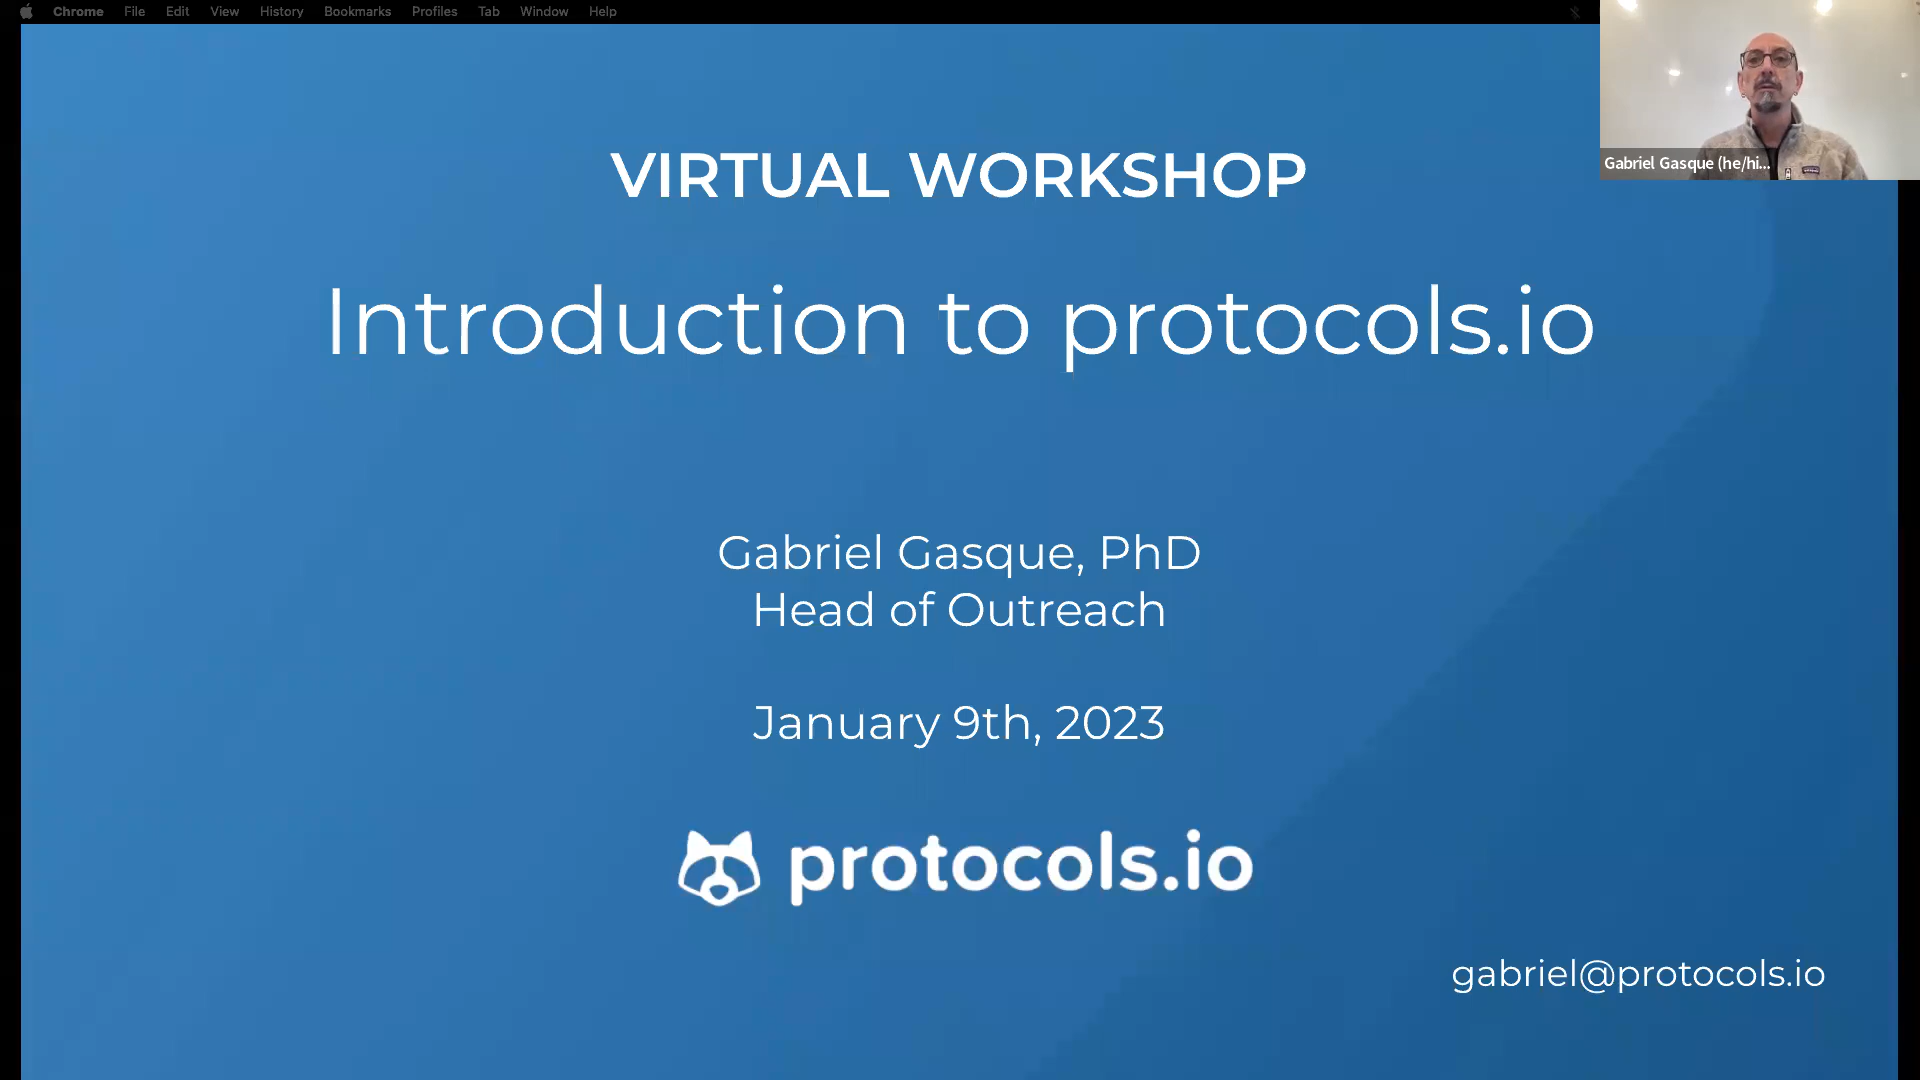 Chrome File Edit View History Bookmarks Profiles Tab Window Help
Gabriel Gasque (he/hi...
VIRTUAL WORKSHOP
Introduction to protocols.io
Gabriel Gasque, PhD
Head of Outreach
January 9th, 2023
protocols.io
gabriel@protocols.io